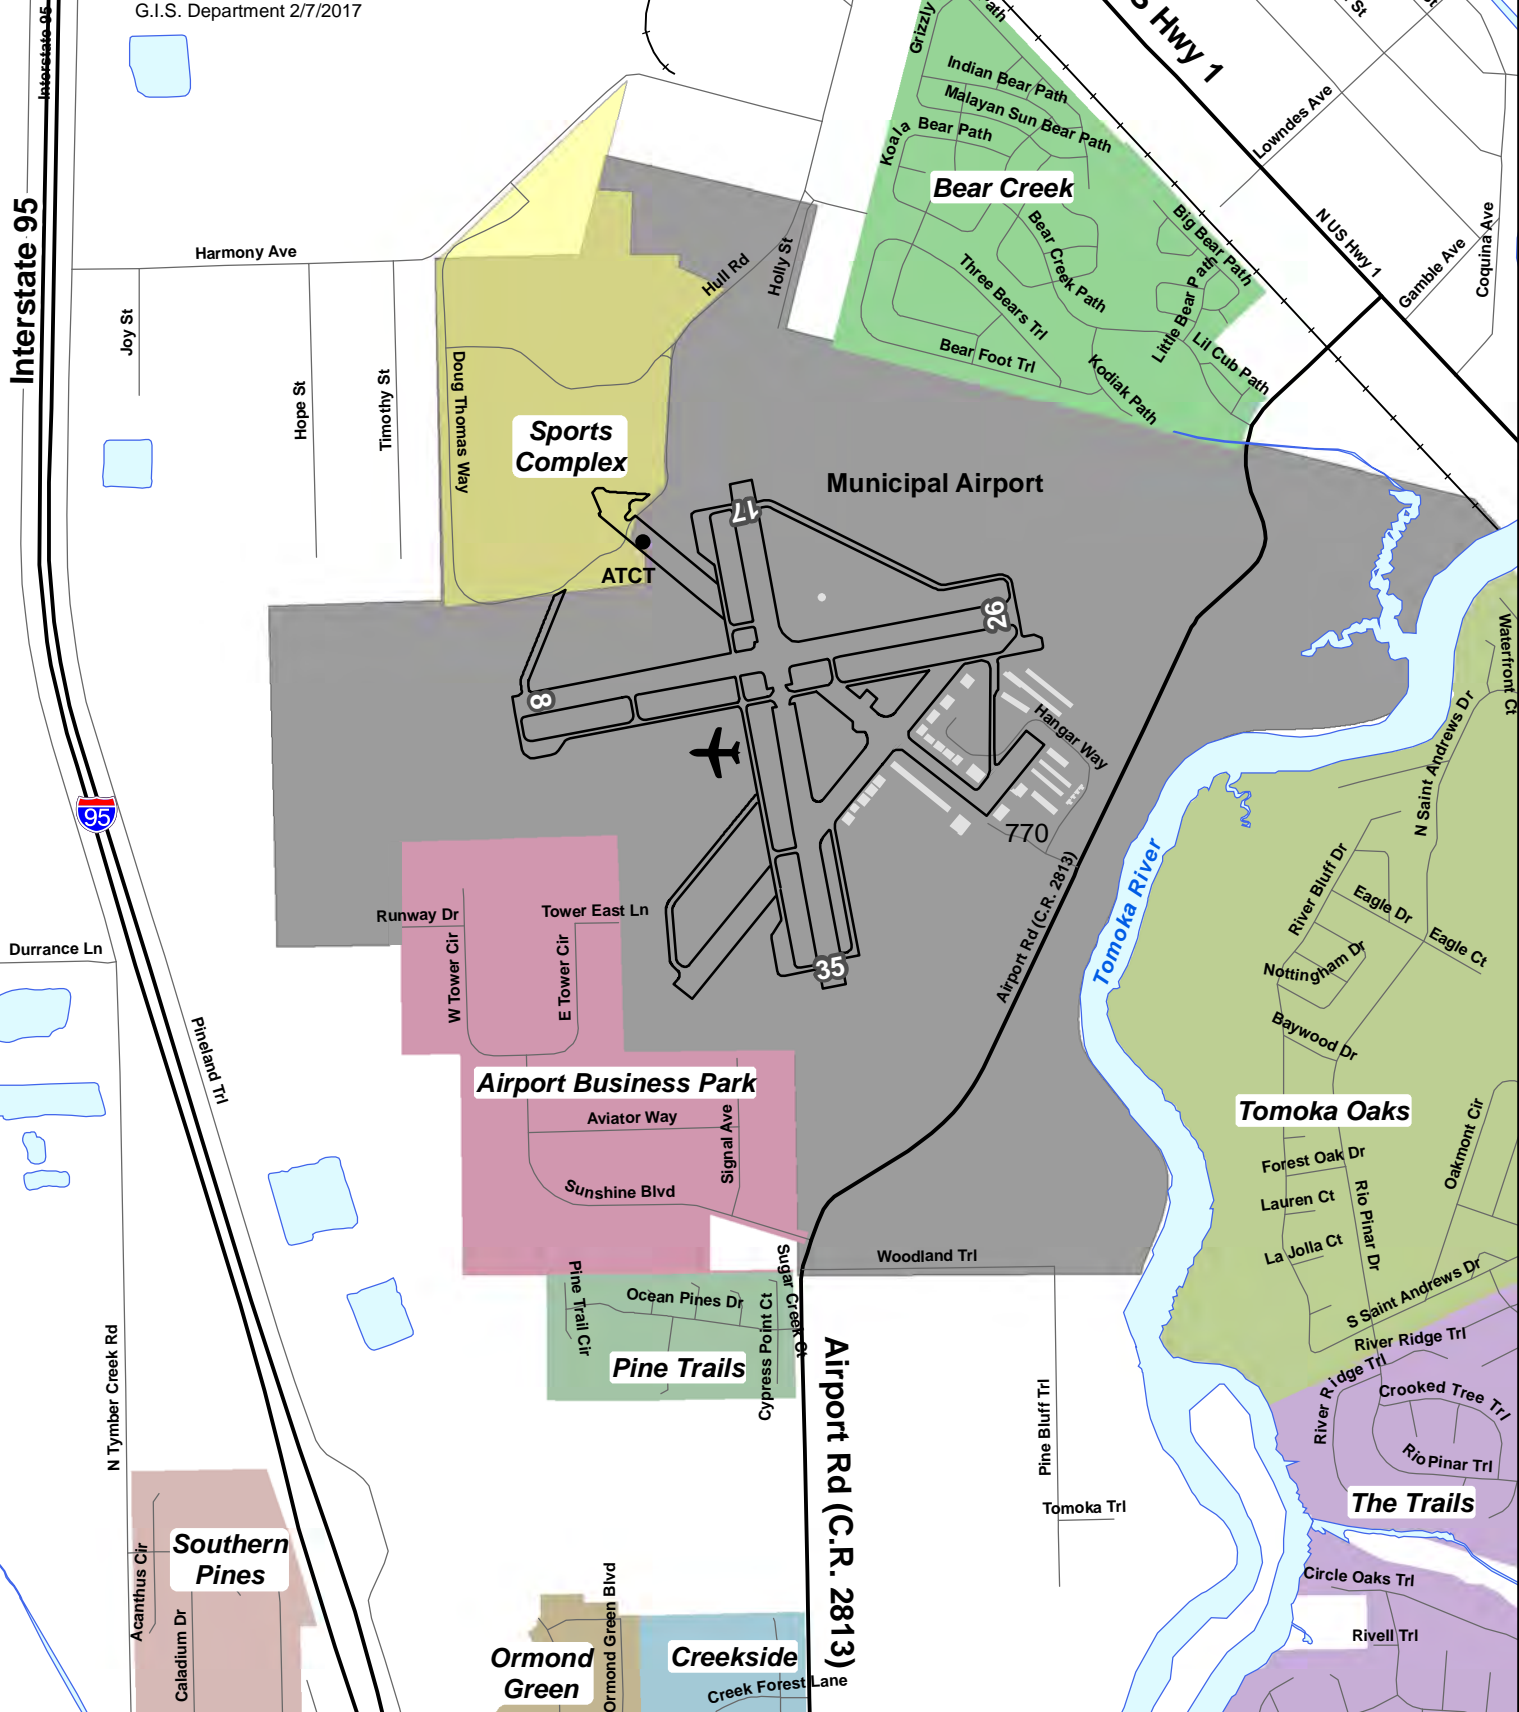 G.I.S. Department 2/7/2017
Interstate 95
Path
Grizzly
S Hwy 1
St
Indian Bear Path
Malayan Sun Bear Path
Koala
Bear Path
Lowndes Ave
Bear Creek
Interstate 95
Harmony Ave
Hull Rd
Holly St
Bear Creek Path
Big Bear Path
N US Hwy 1
Gamble Ave
Coquina Ave
Joy St
Three Bears Trl
Little Bear Path
Lil Cub Path
Bear Foot Trl
Kodiak Path
Hope St
Timothy St
Doug Thomas Way
Sports
Complex
Municipal Airport
17
ATCT
26
8
Waterfront Ct
N Saint Andrews Dr
Hangar Way
95
770
Airport Rd (C.R. 2813)
Tomoka River
River Bluff Dr
Eagle Dr
Eagle Ct
Nottingham Dr
Baywood Dr
Runway Dr
Tower East Ln
W Tower Cir
E Tower Cir
35
Durrance Ln
Pineland Trl
Airport Business Park
Aviator Way
Signal Ave
Sunshine Blvd
Tomoka Oaks
Forest Oak Dr
Lauren Ct
La Jolla Ct
Rio Pinar Dr
Oakmont Cir
S Saint Andrews Dr
Woodland Trl
Sugar Creek Ct
Pine Trail Cir
Ocean Pines Dr
Cypress Point Ct
Pine Trails
River Ridge Trl
River Ridge Trl
Crooked Tree Trl
Rio Pinar Trl
The Trails
N Tymber Creek Rd
Airport Rd (C.R. 2813)
Pine Bluff Trl
Tomoka Trl
Southern
Pines
Acanthus Cir
Caladium Dr
Ormond Green Blvd
Ormond
Green
Creekside
Creek Forest Lane
Circle Oaks Trl
Rivell Trl